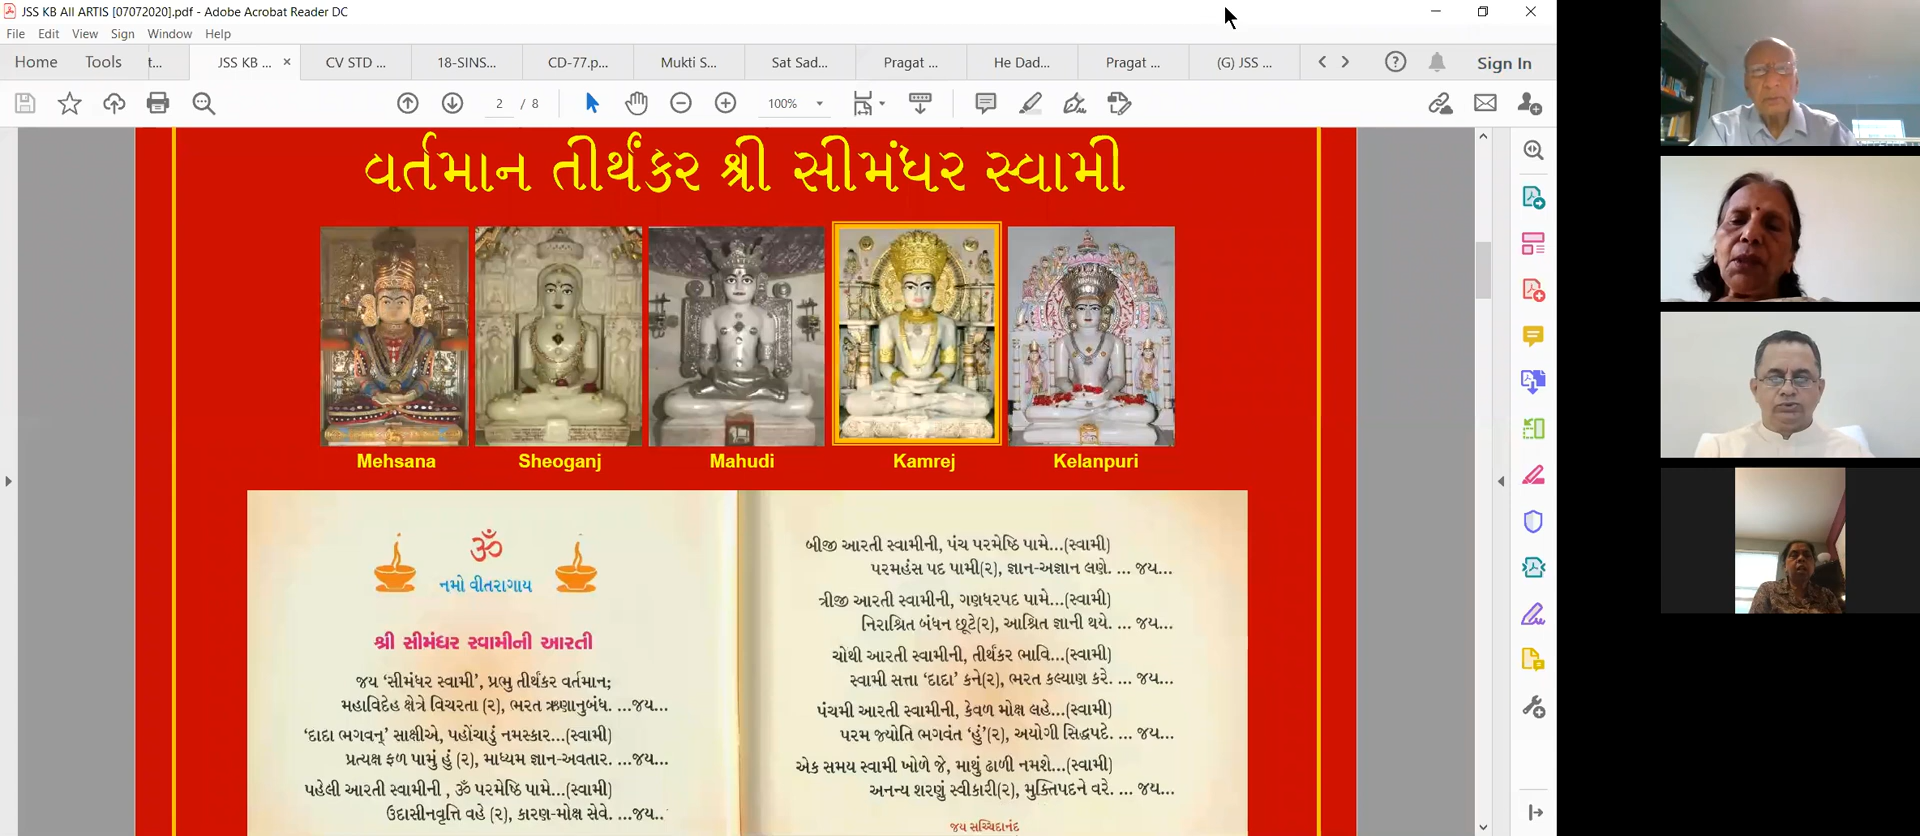 JSS KB All ARTIS [07072020].pdf - Adobe Acrobat Reader DC
File Edit View Sign Window Help
Home Tools t... JSS KB ... × CV STD ... 18-SINS... CD-77.p... Mukti S... Sat Sad... Pragat ... He Dad... Pragat ... (G) JSS ... Sign In
2 / 8 100%
વર્તમાન તીર્થંકર શ્રી સીમંધર સ્વામી
Mehsana Sheoganj Mahudi Kamrej Kelanpuri
ૐ
નમો વીતરાગાય
શ્રી સીમંધર સ્વામીની આરતી
જય ‘સીમંધર સ્વામી’, પ્રભુ તીર્થંકર વર્તમાન;
મહાવિદેહ ક્ષેત્રે વિચરતા (૨), ભરત ઋણાનુબંધ. ...જય...
‘દાદા ભગવન્’ સાક્ષીએ, પહોંચાડું નમસ્કાર...(સ્વામી)
પ્રત્યક્ષ ફળ પામું હું (૨), માધ્યમ જ્ઞાન-અવતાર. ...જય...
પહેલી આરતી સ્વામીની , ૐ પરમેષ્ઠિ પામે...(સ્વામી)
ઉદાસીનવૃત્તિ વહે (૨), કારણ-મોક્ષ સેવે. ...જય..
બીજી આરતી સ્વામીની, પંચ પરમેષ્ઠિ પામે...(સ્વામી)
પરમહંસ પદ પામી(૨), જ્ઞાન-અજ્ઞાન લણે. ... જય...
ત્રીજી આરતી સ્વામીની, ગણધરપદ પામે...(સ્વામી)
નિરાશ્રિત બંધન છૂટે(૨), આશ્રિત જ્ઞાની થયે. ... જય...
ચોથી આરતી સ્વામીની, તીર્થંકર ભાવિ...(સ્વામી)
સ્વામી સત્તા ‘દાદા’ કને(૨), ભરત કલ્યાણ કરે. ... જય...
પંચમી આરતી સ્વામીની, કેવળ મોક્ષ લહે...(સ્વામી)
પરમ જ્યોતિ ભગવંત ‘હું’(૨), અયોગી સિદ્ધપદે. ... જય...
એક સમય સ્વામી ખોળે જે, માથું ઢાળી નમશે...(સ્વામી)
અનન્ય શરણું સ્વીકારી(૨), મુક્તિપદને વરે. ... જય...
જય સચ્ચિદાનંદ